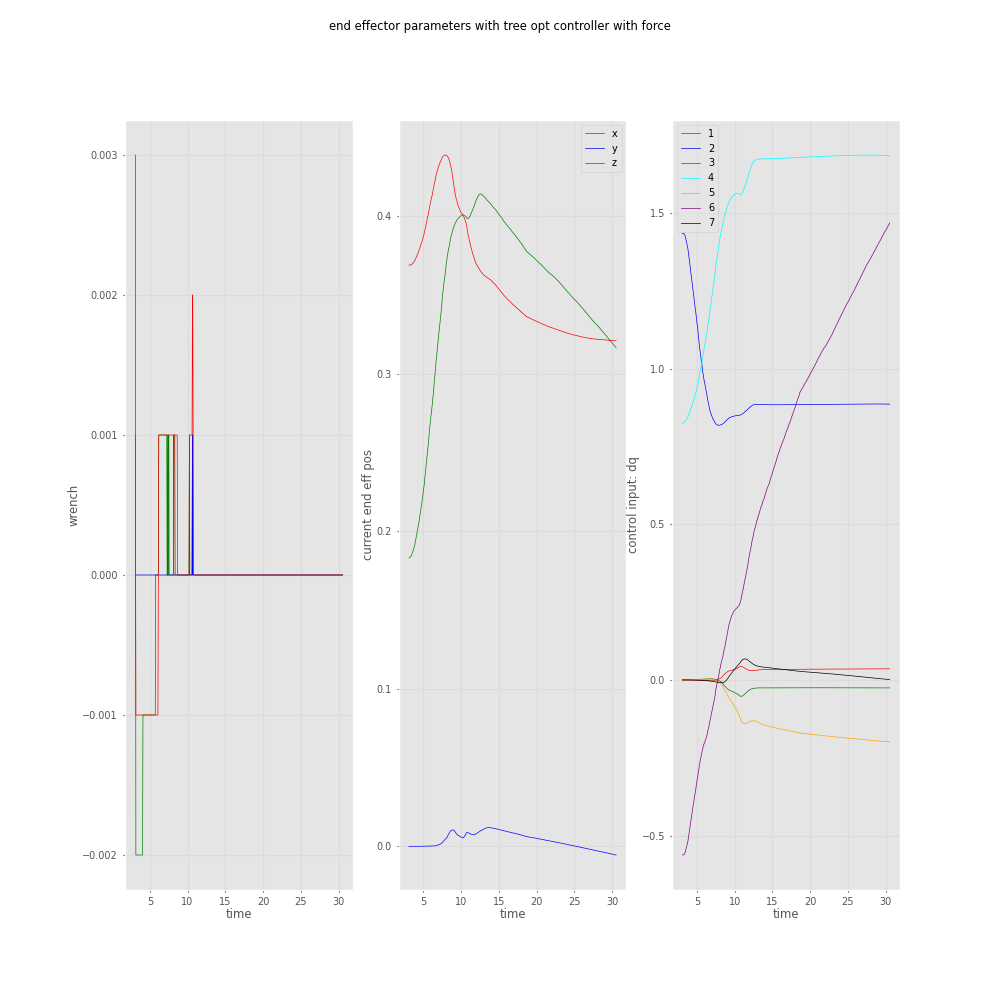 end effector parameters with tree opt controller with force
wrench
0.003
0.002
0.001
0.000
−0.001
−0.002
5 10 15 20 25 30
time
current end eff pos
0.4
0.3
0.2
0.1
0.0
x
y
z
5 10 15 20 25 30
time
control input: dq
1.5
1.0
0.5
0.0
−0.5
1
2
3
4
5
6
7
5 10 15 20 25 30
time